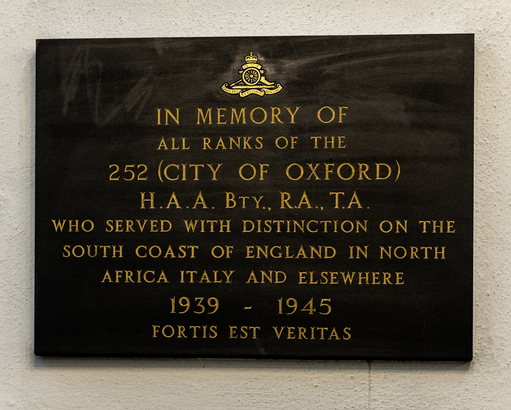 IN MEMORY OF
ALL RANKS OF THE
252 (CITY OF OXFORD)
H.A.A. BTY., R.A., T.A.
WHO SERVED WITH DISTINCTION ON THE
SOUTH COAST OF ENGLAND IN NORTH
AFRICA ITALY AND ELSEWHERE
1939 - 1945
FORTIS EST VERITAS